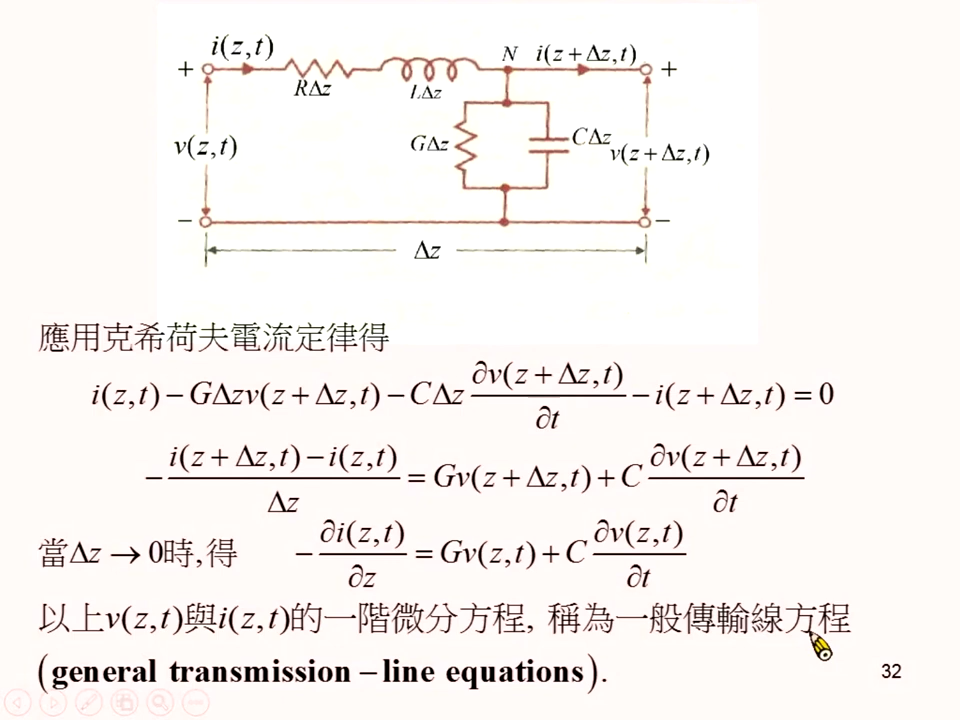 i(z,t) N i(z + Δz,t)
+ +
RΔz LΔz
v(z,t) GΔz CΔz v(z + Δz,t)
− −
Δz
應用克希荷夫電流定律得
i(z,t) − GΔzv(z + Δz,t) − CΔz ∂v(z + Δz,t)/∂t − i(z + Δz,t) = 0
− i(z + Δz,t) − i(z,t)/Δz = Gv(z + Δz,t) + C ∂v(z + Δz,t)/∂t
當Δz → 0時,得 − ∂i(z,t)/∂z = Gv(z,t) + C ∂v(z,t)/∂t
以上v(z,t)與i(z,t)的一階微分方程, 稱為一般傳輸線方程
(general transmission − line equations).
32